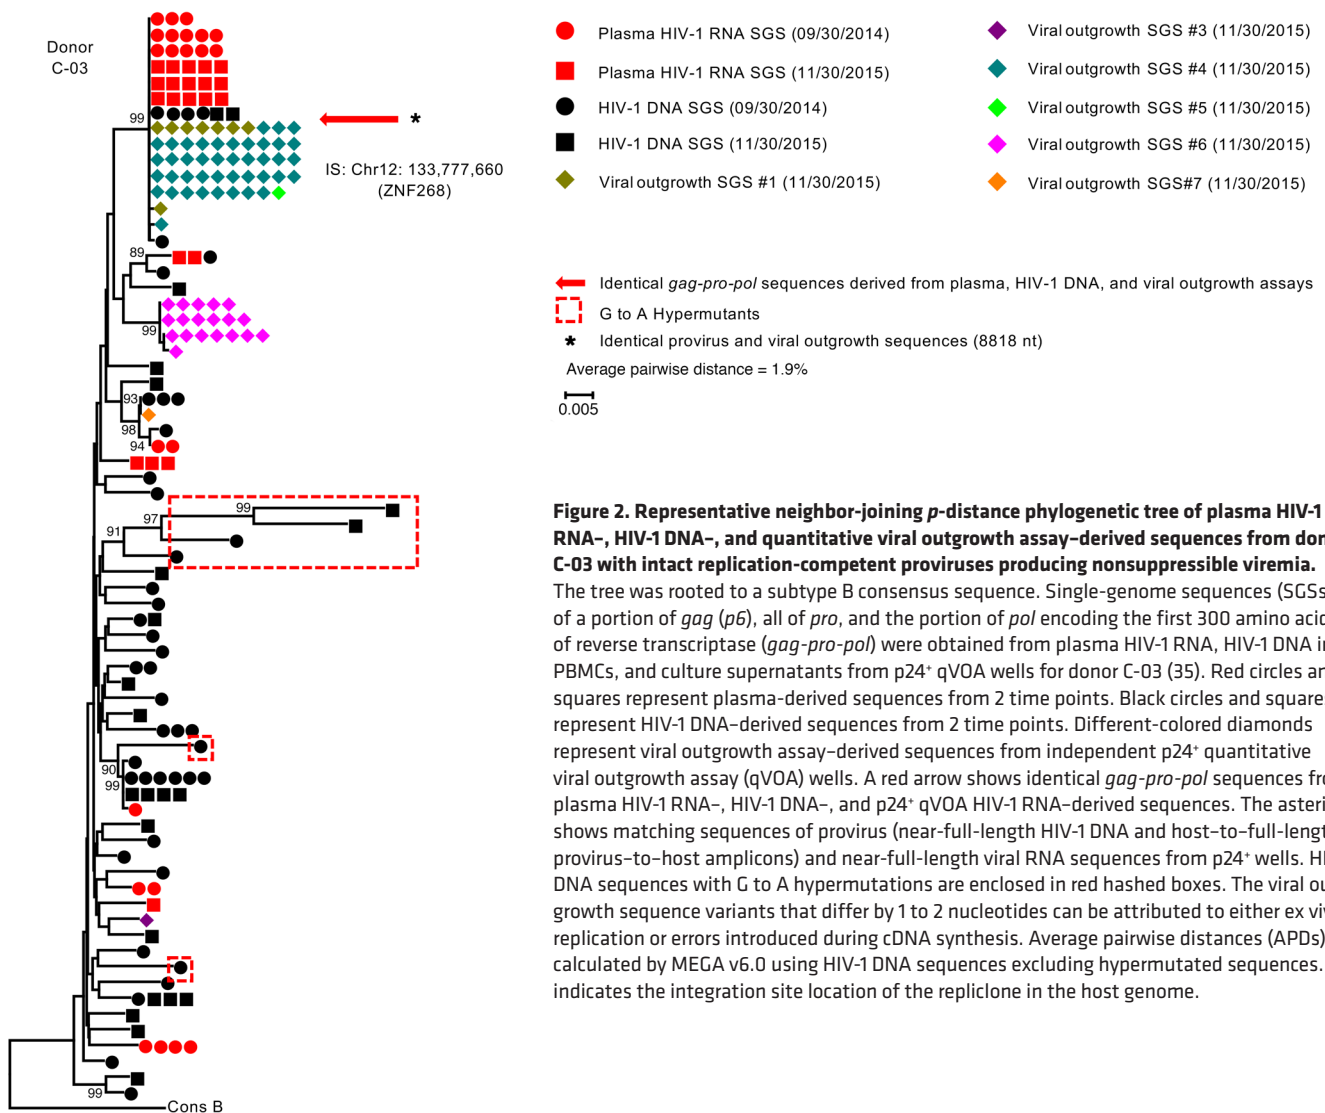 Donor
C-03
99
IS: Chr12: 133,777,660
(ZNF268)
*
89
99
93
98
94
99
97
91
90
99
99
Cons B
Plasma HIV-1 RNA SGS (09/30/2014)
Plasma HIV-1 RNA SGS (11/30/2015)
HIV-1 DNA SGS (09/30/2014)
HIV-1 DNA SGS (11/30/2015)
Viral outgrowth SGS #1 (11/30/2015)
Viral outgrowth SGS #3 (11/30/2015)
Viral outgrowth SGS #4 (11/30/2015)
Viral outgrowth SGS #5 (11/30/2015)
Viral outgrowth SGS #6 (11/30/2015)
Viral outgrowth SGS#7 (11/30/2015)
Identical gag-pro-pol sequences derived from plasma, HIV-1 DNA, and viral outgrowth assays
G to A Hypermutants
* Identical provirus and viral outgrowth sequences (8818 nt)
Average pairwise distance = 1.9%
0.005
Figure 2. Representative neighbor-joining p-distance phylogenetic tree of plasma HIV-1
RNA–, HIV-1 DNA–, and quantitative viral outgrowth assay–derived sequences from don
C-03 with intact replication-competent proviruses producing nonsuppressible viremia.
The tree was rooted to a subtype B consensus sequence. Single-genome sequences (SGSs
of a portion of gag (p6), all of pro, and the portion of pol encoding the first 300 amino acid
of reverse transcriptase (gag-pro-pol) were obtained from plasma HIV-1 RNA, HIV-1 DNA in
PBMCs, and culture supernatants from p24⁺ qVOA wells for donor C-03 (35). Red circles an
squares represent plasma-derived sequences from 2 time points. Black circles and square
represent HIV-1 DNA–derived sequences from 2 time points. Different-colored diamonds
represent viral outgrowth assay–derived sequences from independent p24⁺ quantitative
viral outgrowth assay (qVOA) wells. A red arrow shows identical gag-pro-pol sequences fro
plasma HIV-1 RNA–, HIV-1 DNA–, and p24⁺ qVOA HIV-1 RNA–derived sequences. The asteri
shows matching sequences of provirus (near-full-length HIV-1 DNA and host–to–full-lengt
provirus–to–host amplicons) and near-full-length viral RNA sequences from p24⁺ wells. HI
DNA sequences with G to A hypermutations are enclosed in red hashed boxes. The viral ou
growth sequence variants that differ by 1 to 2 nucleotides can be attributed to either ex viv
replication or errors introduced during cDNA synthesis. Average pairwise distances (APDs)
calculated by MEGA v6.0 using HIV-1 DNA sequences excluding hypermutated sequences.
indicates the integration site location of the repliclone in the host genome.